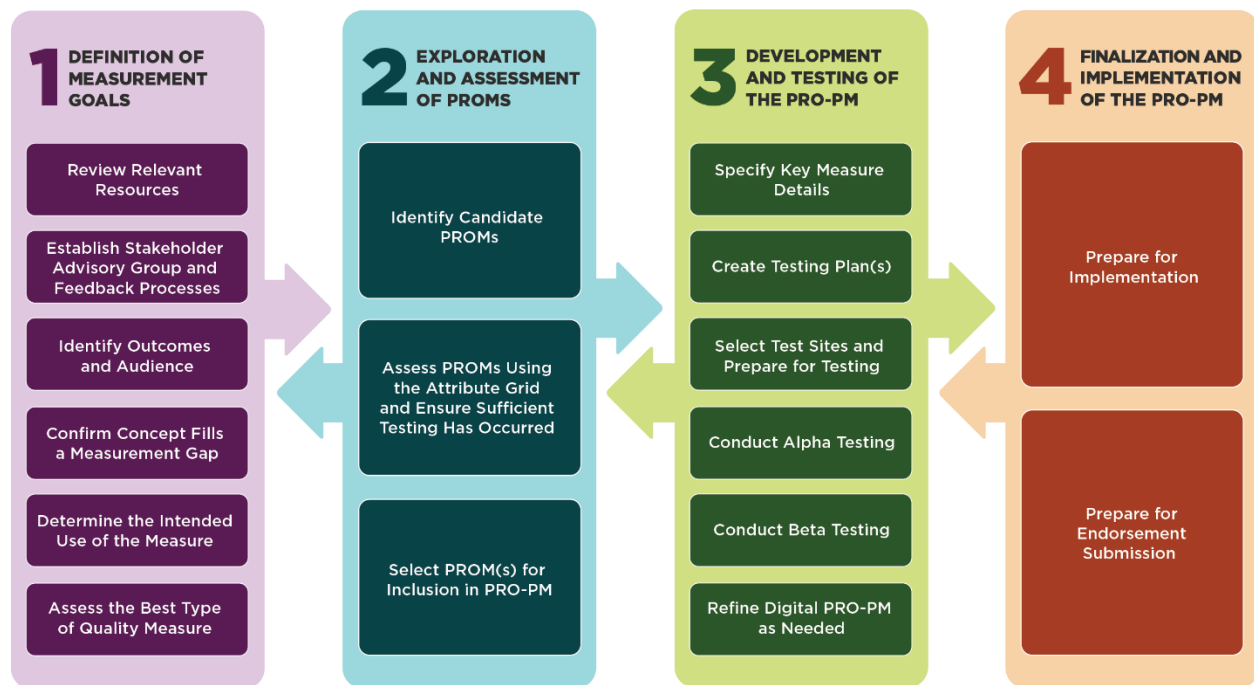 1
DEFINITION OF
MEASUREMENT
GOALS
Review Relevant
Resources
Establish Stakeholder
Advisory Group and
Feedback Processes
Identify Outcomes
and Audience
Confirm Concept Fills
a Measurement Gap
Determine the Intended
Use of the Measure
Assess the Best Type
of Quality Measure
2
EXPLORATION
AND ASSESSMENT
OF PROMS
Identify Candidate
PROMs
Assess PROMs Using
the Attribute Grid
and Ensure Sufficient
Testing Has Occurred
Select PROM(s) for
Inclusion in PRO-PM
3
DEVELOPMENT
AND TESTING OF
THE PRO-PM
Specify Key Measure
Details
Create Testing Plan(s)
Select Test Sites and
Prepare for Testing
Conduct Alpha Testing
Conduct Beta Testing
Refine Digital PRO-PM
as Needed
4
FINALIZATION AND
IMPLEMENTATION
OF THE PRO-PM
Prepare for
Implementation
Prepare for
Endorsement
Submission